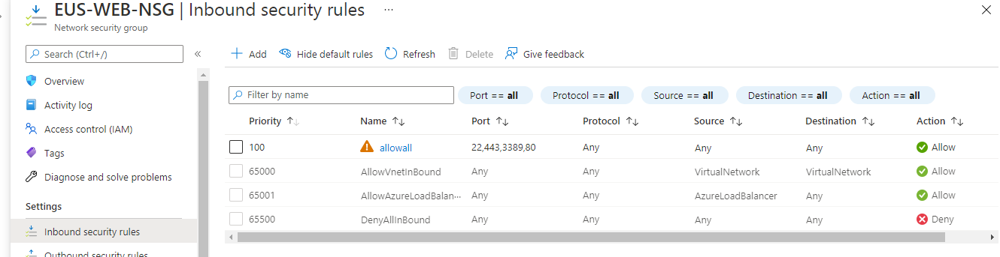 EUS-WEB-NSG | Inbound security rules ...
Network security group
Search (Ctrl+/) «
+ Add Hide default rules Refresh Delete Give feedback
Overview
Activity log
Access control (IAM)
Tags
Diagnose and solve problems
Settings
Inbound security rules
Outbound security rules
Filter by name Port == all Protocol == all Source == all Destination == all Action == all
Priority ↑↓ Name ↑↓ Port ↑↓ Protocol ↑↓ Source ↑↓ Destination ↑↓ Action ↑↓
100 allowall 22,443,3389,80 Any Any Any Allow
65000 AllowVnetInBound Any Any VirtualNetwork VirtualNetwork Allow
65001 AllowAzureLoadBalan... Any Any AzureLoadBalancer Any Allow
65500 DenyAllInBound Any Any Any Any Deny